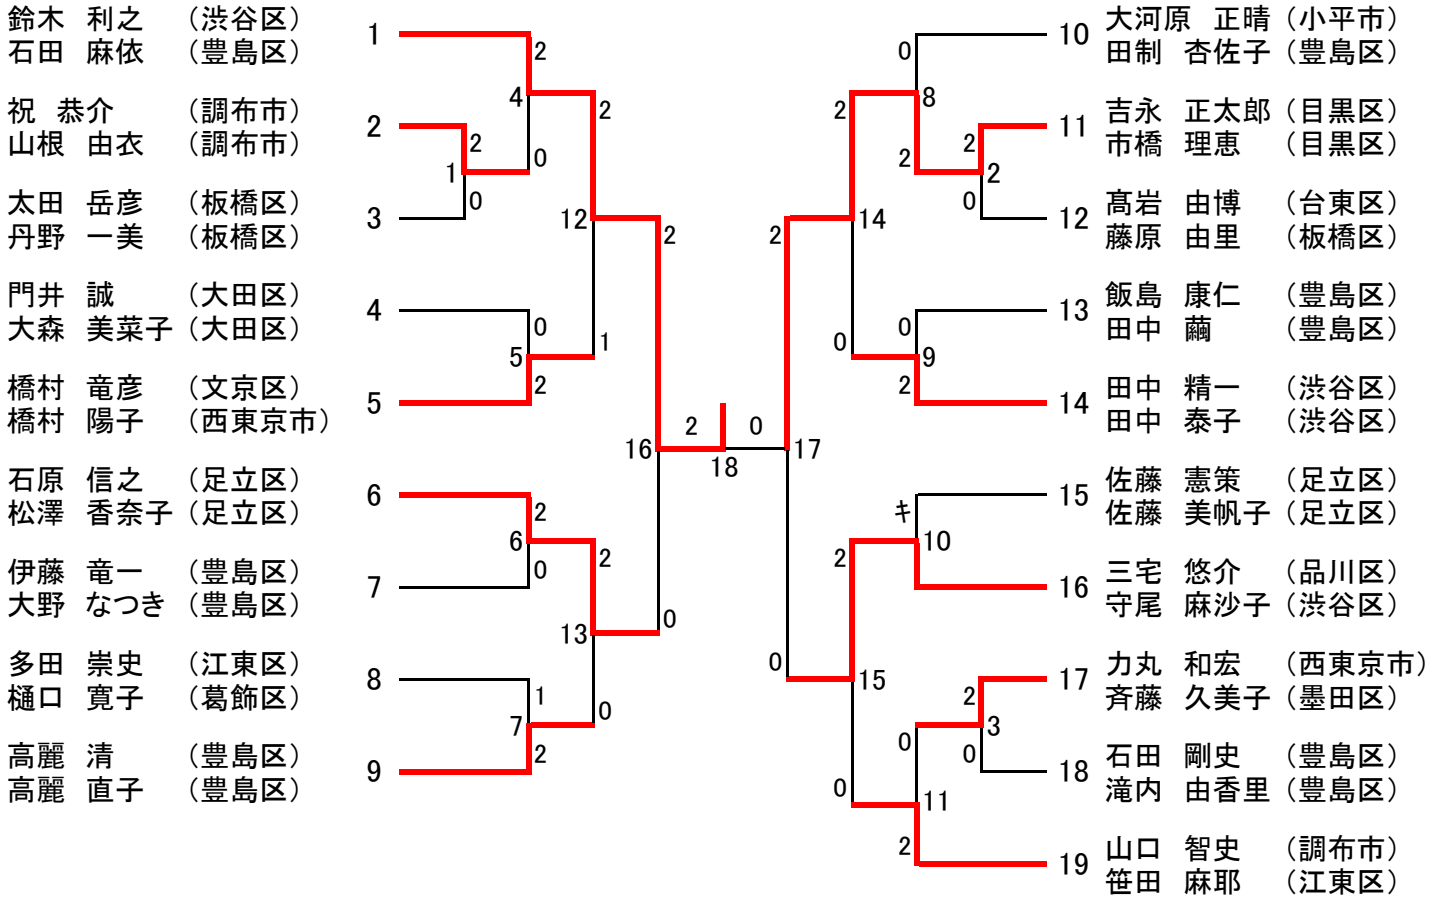 鈴木 利之 （渋谷区）
石田 麻依 （豊島区）
1
祝 恭介 （調布市）
山根 由衣 （調布市）
2
太田 岳彦 （板橋区）
丹野 一美 （板橋区）
3
門井 誠 （大田区）
大森 美菜子 （大田区）
4
橋村 竜彦 （文京区）
橋村 陽子 （西東京市）
5
石原 信之 （足立区）
松澤 香奈子 （足立区）
6
伊藤 竜一 （豊島区）
大野 なつき （豊島区）
7
多田 崇史 （江東区）
樋口 寛子 （葛飾区）
8
高麗 清 （豊島区）
高麗 直子 （豊島区）
9
2
4
2
2
1
0
0
12
2
0
5
1
2
16
2
18
0
17
2
6
2
0
13
0
1
7
0
2
0
8
2
2
2
2
0
2
14
0
0
9
2
キ
10
2
0
15
2
3
0
0
0
11
2
10
大河原 正晴 （小平市）
田制 杏佐子 （豊島区）
11
吉永 正太郎 （目黒区）
市橋 理恵 （目黒区）
12
髙岩 由博 （台東区）
藤原 由里 （板橋区）
13
飯島 康仁 （豊島区）
田中 繭 （豊島区）
14
田中 精一 （渋谷区）
田中 泰子 （渋谷区）
15
佐藤 憲策 （足立区）
佐藤 美帆子 （足立区）
16
三宅 悠介 （品川区）
守尾 麻沙子 （渋谷区）
17
力丸 和宏 （西東京市）
斉藤 久美子 （墨田区）
18
石田 剛史 （豊島区）
滝内 由香里 （豊島区）
19
山口 智史 （調布市）
笹田 麻耶 （江東区）